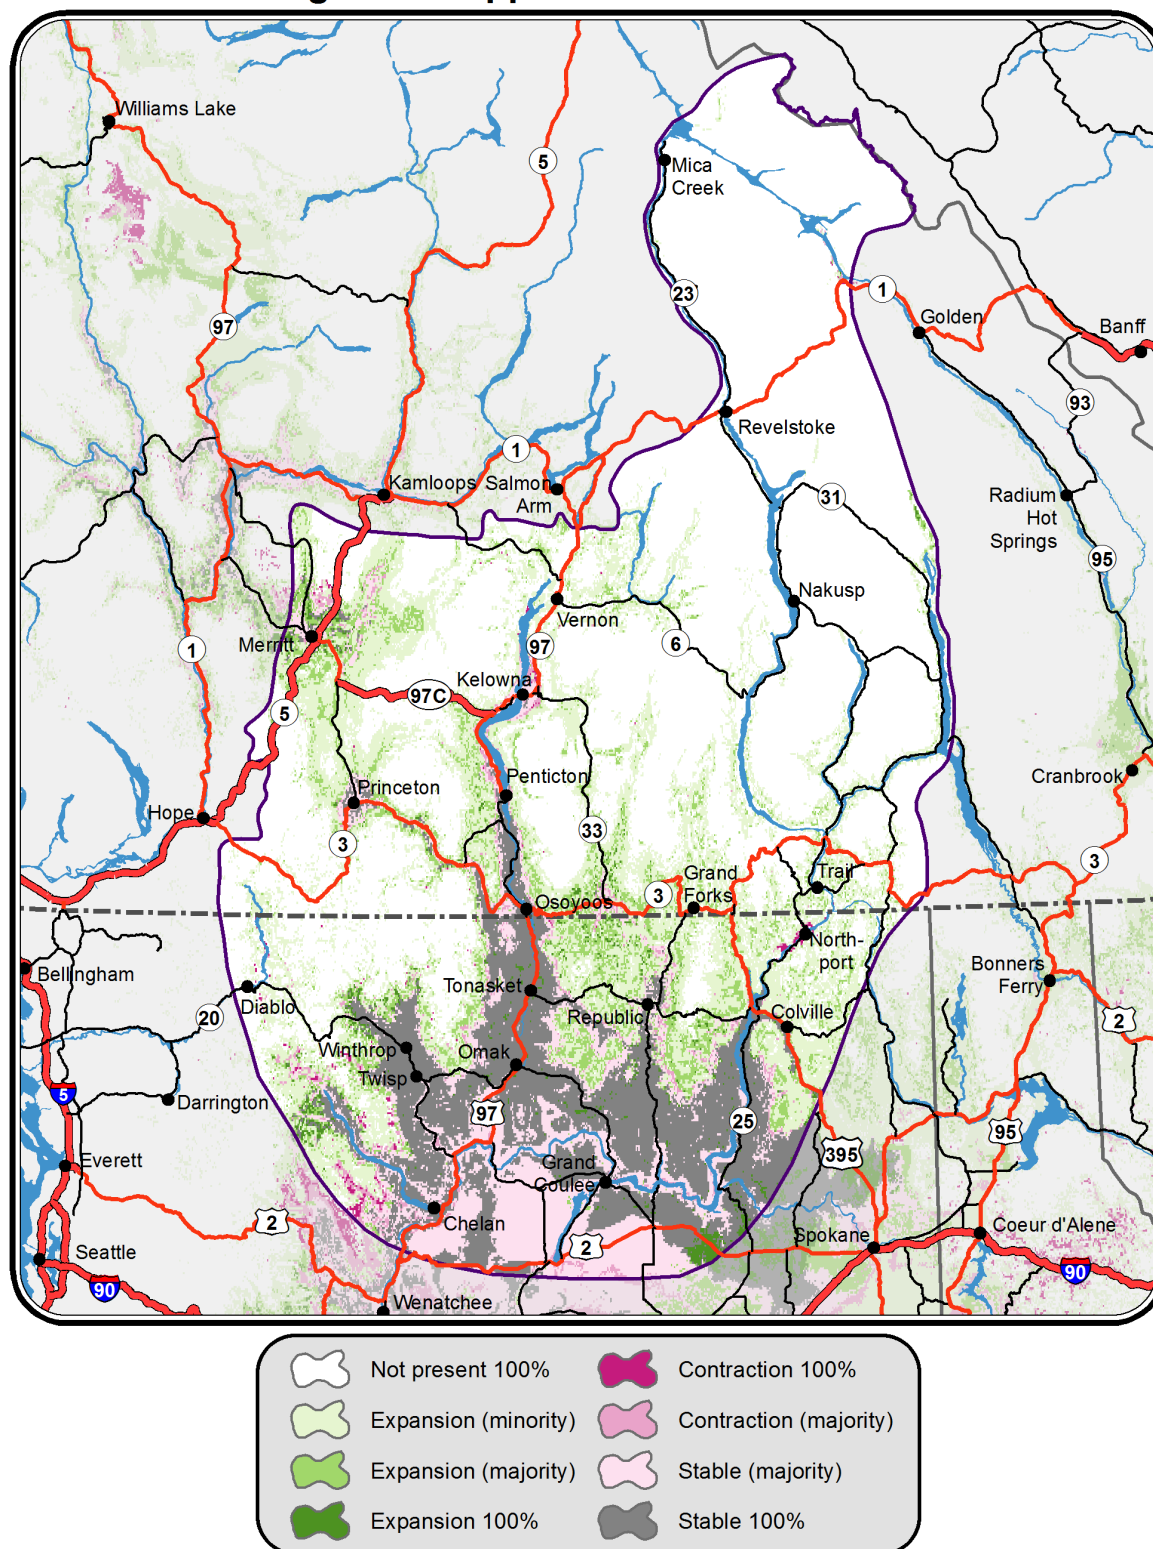 Williams Lake
5
Mica
Creek
23
1
97
Golden
Banff
93
Revelstoke
1
Kamloops
Salmon
Arm
31
Radium
Hot
Springs
95
Nakusp
Vernon
Merritt
97
6
1
Kelowna
97C
5
Penticton
Cranbrook
Princeton
Hope
33
3
3
Grand
Forks
Trail
3
Osoyoos
North-
port
Bellingham
Bonners
Ferry
Tonasket
Diablo
Republic
Colville
20
2
Winthrop
Omak
Twisp
5
Darrington
97
25
95
395
Everett
Grand
Coulee
Chelan
2
2
Spokane
Coeur d'Alene
Seattle
90
90
Wenatchee
Not present 100%
Contraction 100%
Expansion (minority)
Contraction (majority)
Expansion (majority)
Stable (majority)
Expansion 100%
Stable 100%